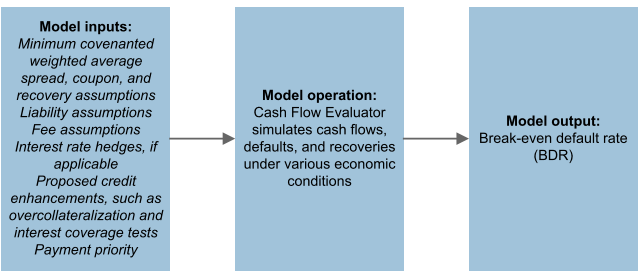 Model inputs:
Minimum covenanted
weighted average
spread, coupon, and
recovery assumptions
Liability assumptions
Fee assumptions
Interest rate hedges, if
applicable
Proposed credit
enhancements, such as
overcollateralization and
interest coverage tests
Payment priority
Model operation:
Cash Flow Evaluator
simulates cash flows,
defaults, and recoveries
under various economic
conditions
Model output:
Break-even default rate
(BDR)